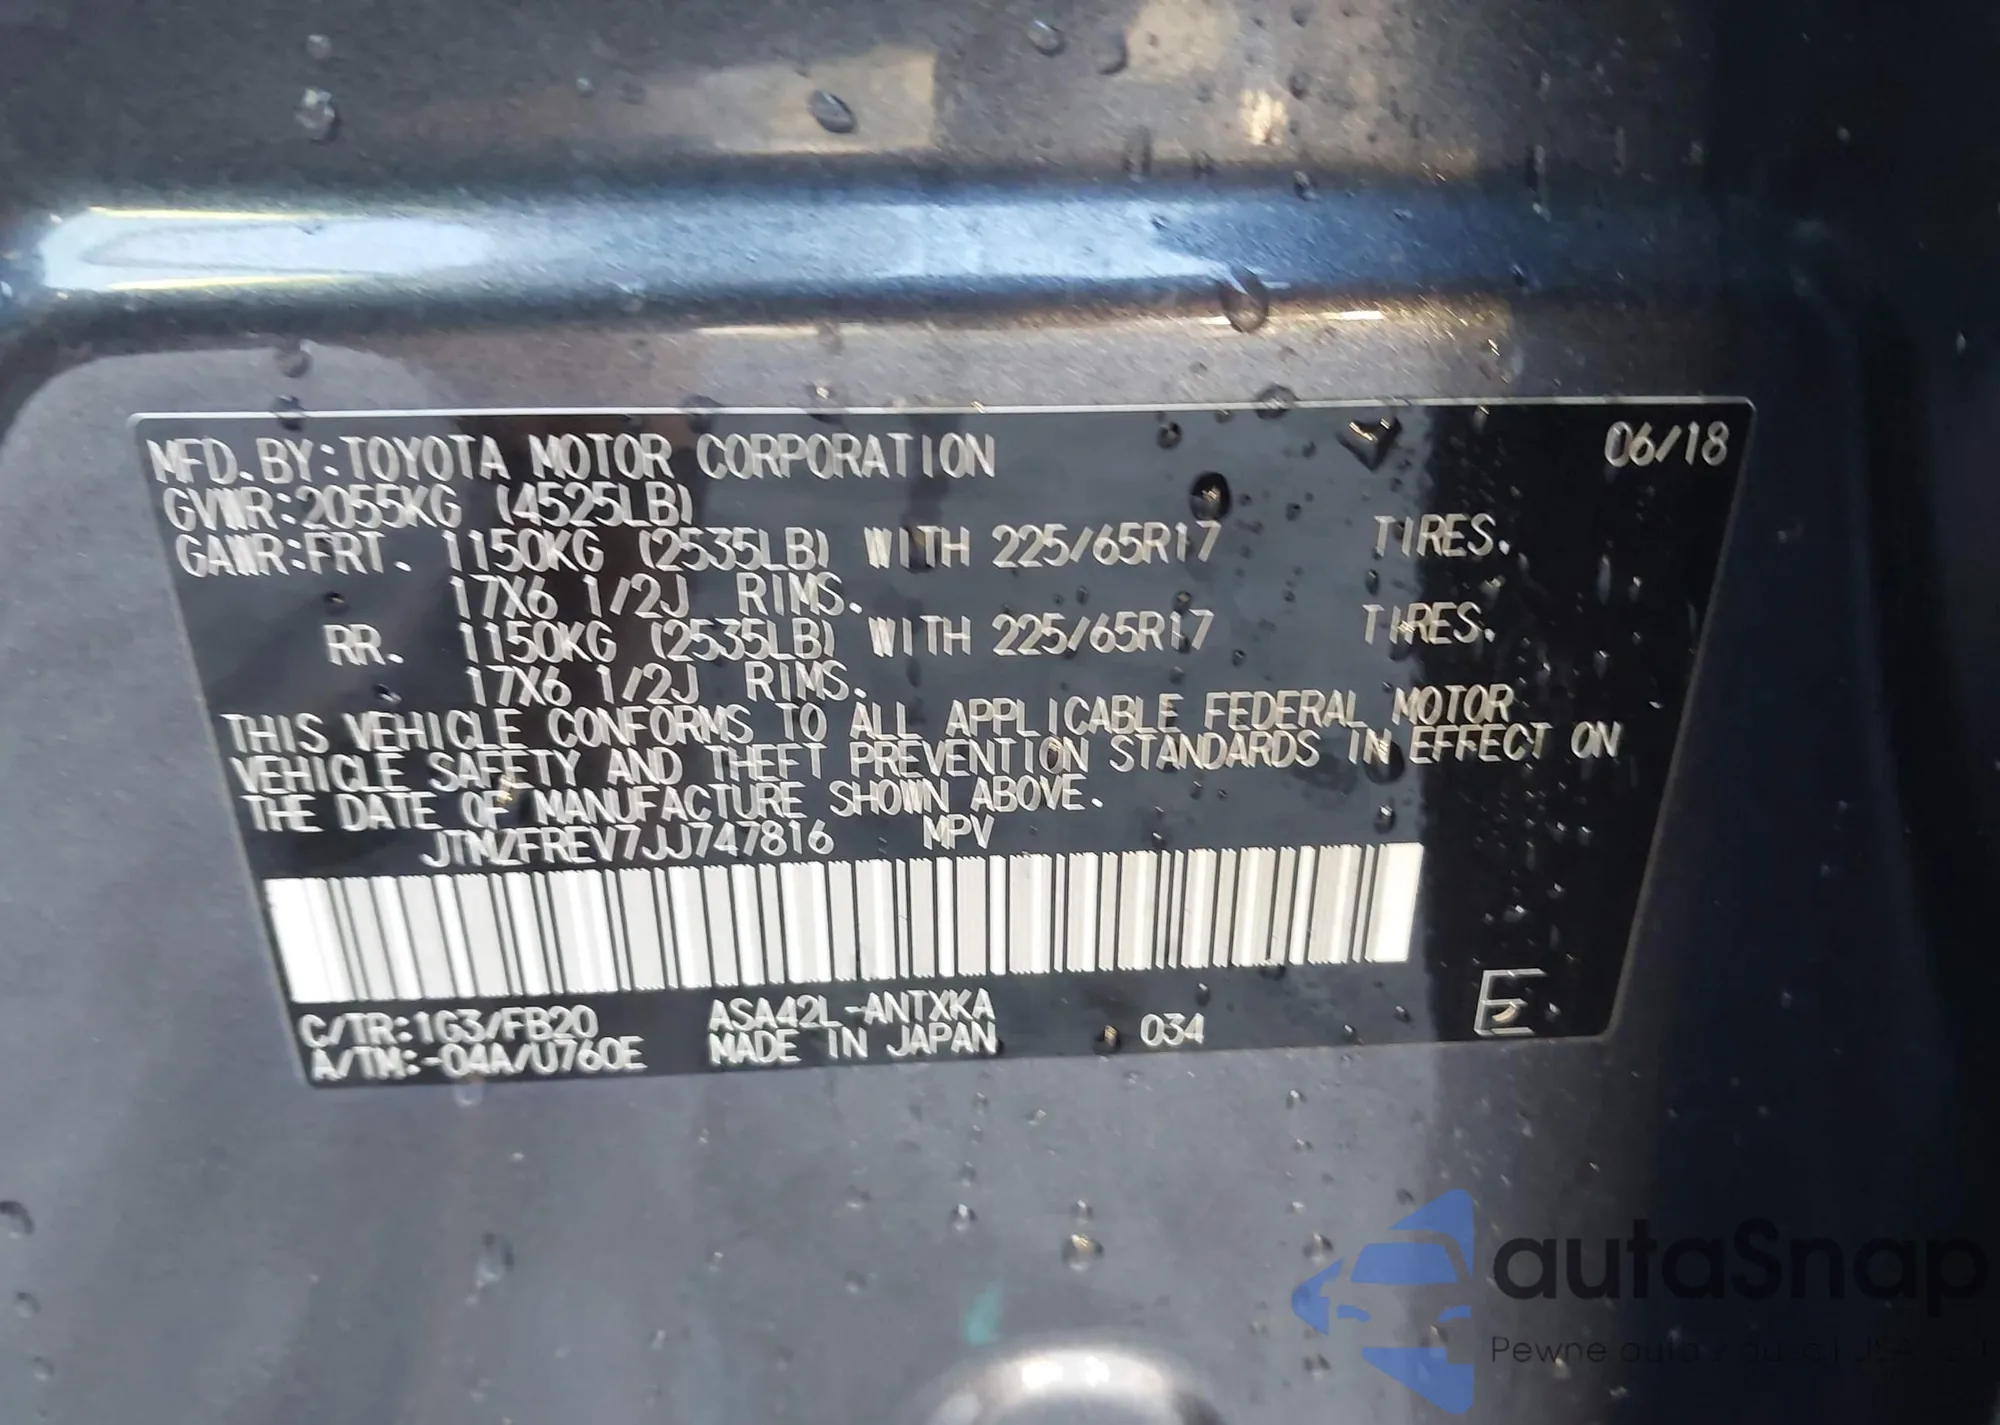 MFD. BY:TOYOTA MOTOR CORPORATION 06/18
GVWR:2055KG (4525LB)
GAWR:FRT. 1150KG (2535LB) WITH 225/65R17 TIRES.
17X6 1/2J RIMS.
RR. 1150KG (2535LB) WITH 225/65R17 TIRES.
17X6 1/2J RIMS.
THIS VEHICLE CONFORMS TO ALL APPLICABLE FEDERAL MOTOR
VEHICLE SAFETY AND THEFT PREVENTION STANDARDS IN EFFECT ON
THE DATE OF MANUFACTURE SHOWN ABOVE.
JTMZFREV7JJ747816 MPV
C/TR:1G3/FB20 ASA42L-ANTXKA 034 E
A/TM:-04A/U760E MADE IN JAPAN
autaSnap
Pewne auta z